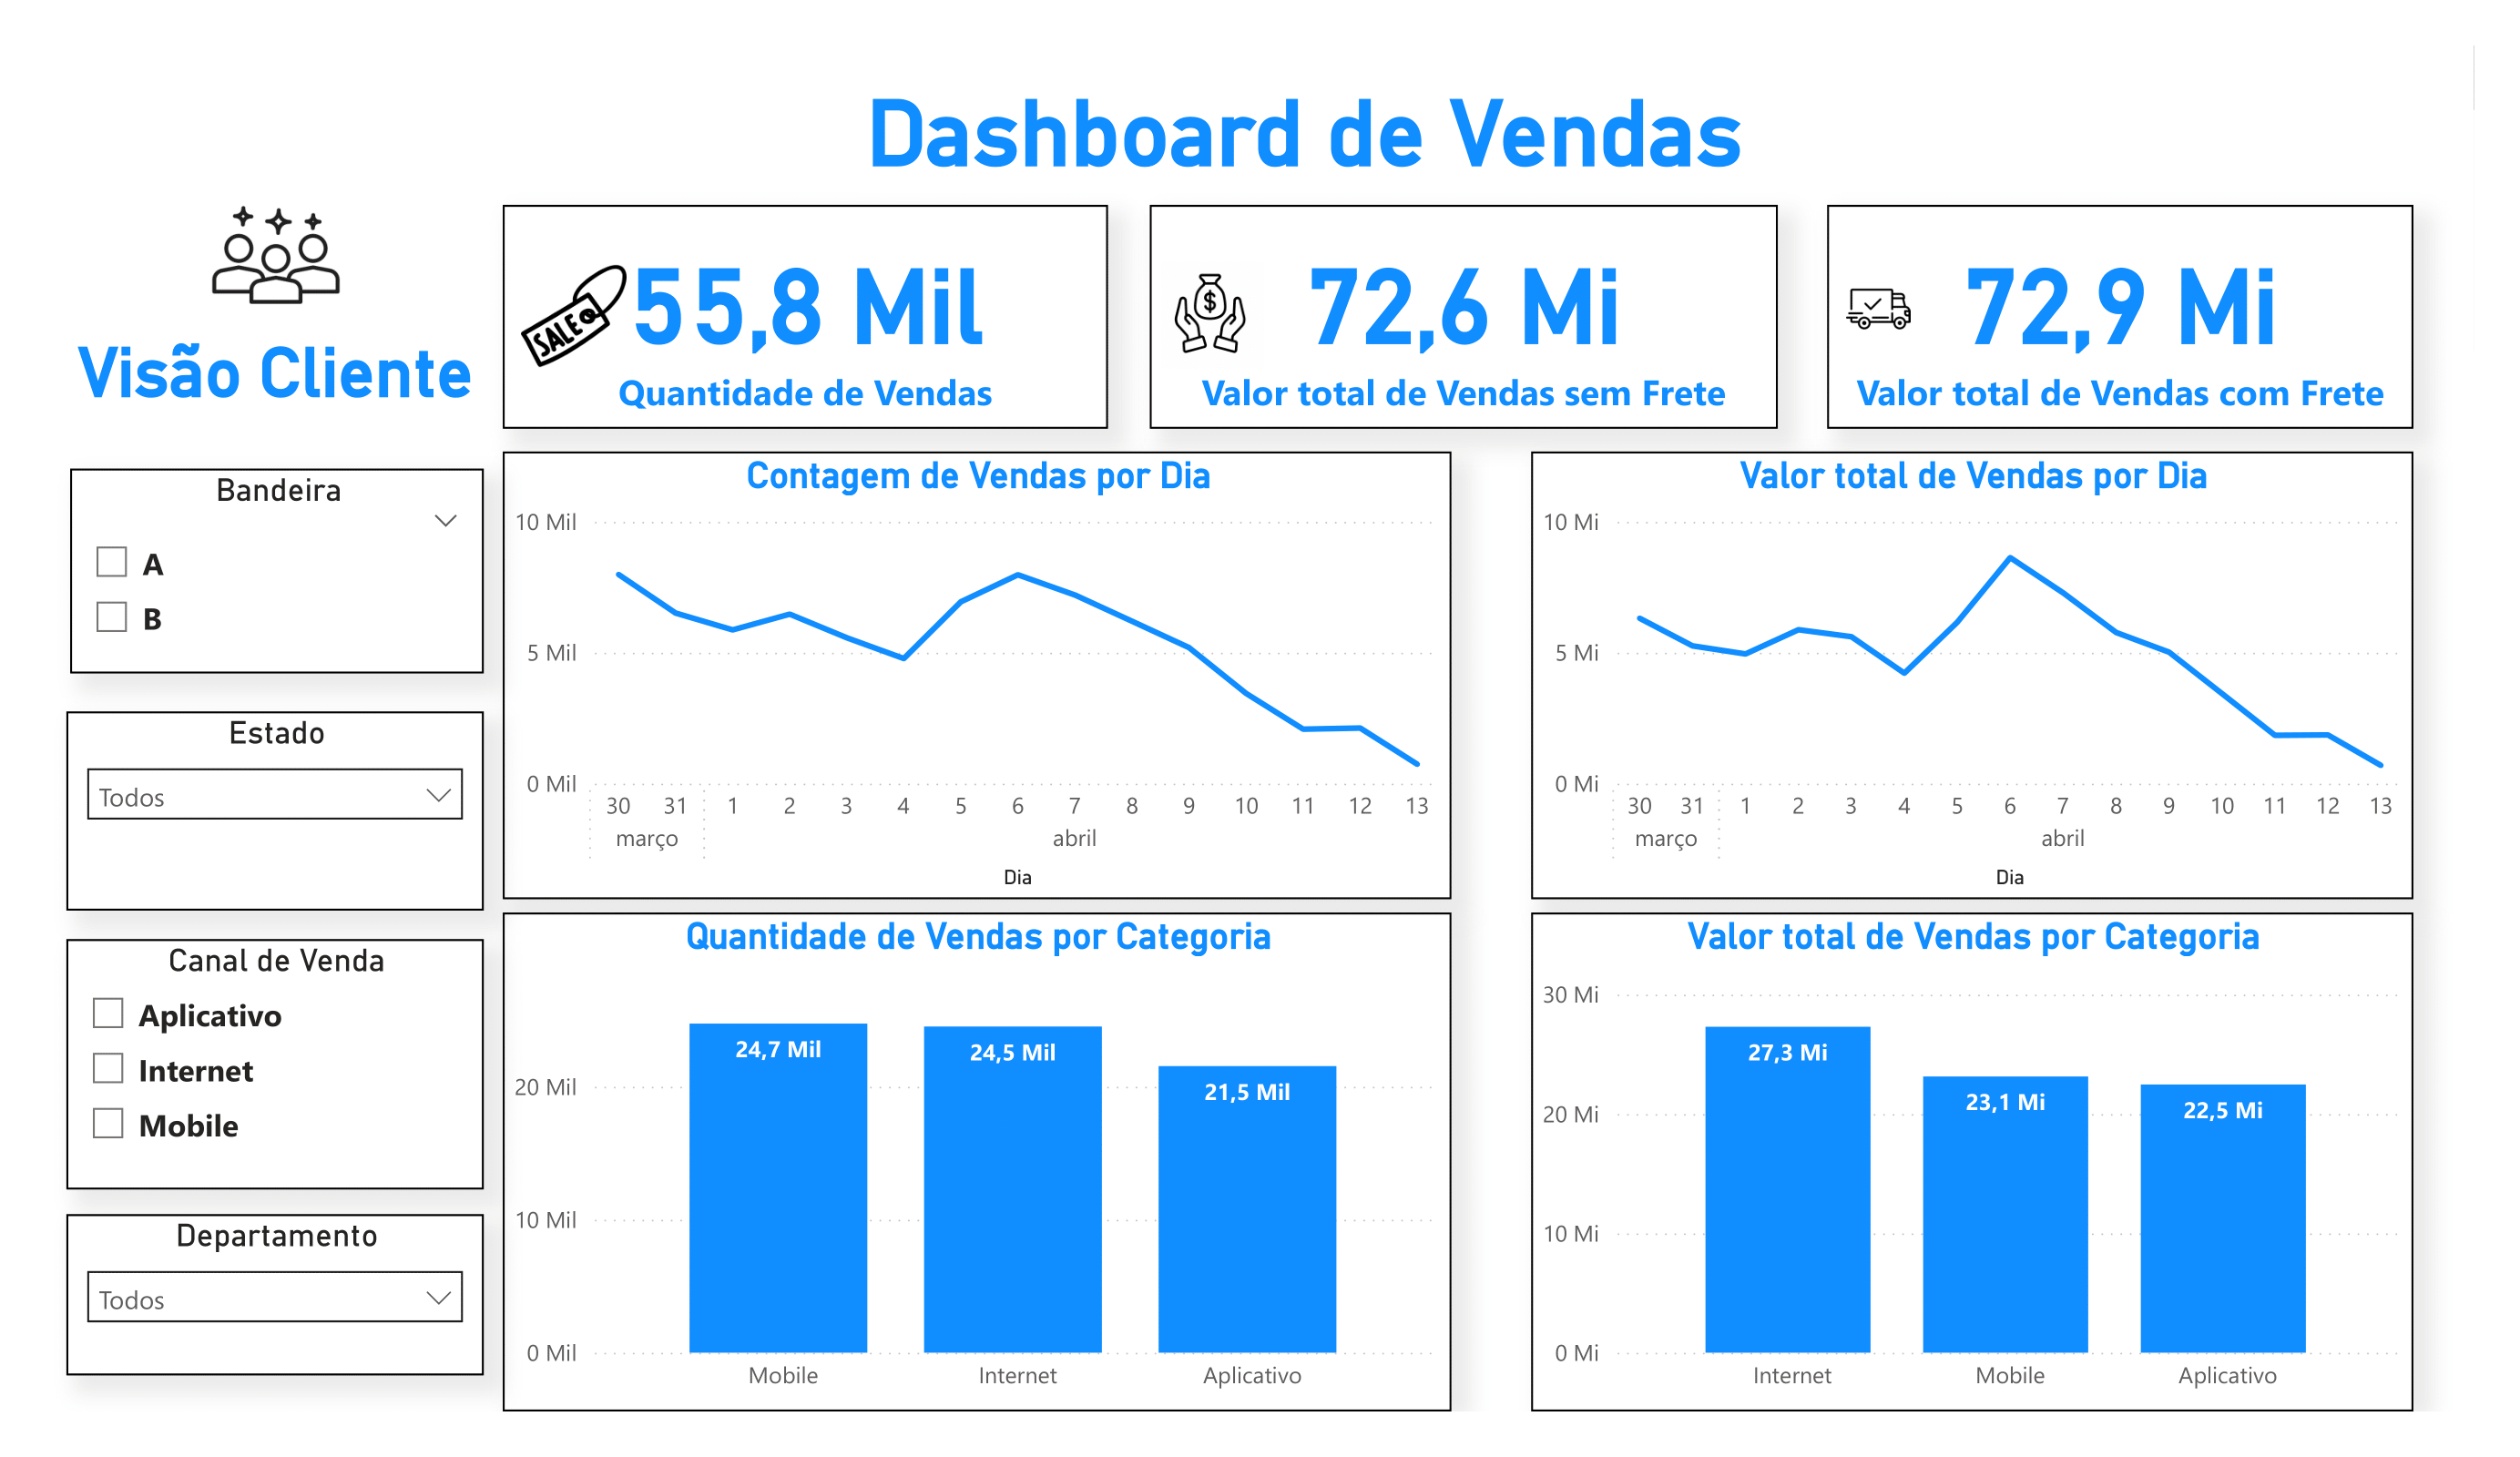 Dashboard de Vendas
Visão Cliente
SALE
55,8 Mil
Quantidade de Vendas
72,6 Mi
Valor total de Vendas sem Frete
72,9 Mi
Valor total de Vendas com Frete
Bandeira
A
B
Estado
Todos
Canal de Venda
Aplicativo
Internet
Mobile
Departamento
Todos
Contagem de Vendas por Dia
10 Mil
5 Mil
0 Mil
30 31 1 2 3 4 5 6 7 8 9 10 11 12 13
março abril
Dia
Valor total de Vendas por Dia
10 Mi
5 Mi
0 Mi
30 31 1 2 3 4 5 6 7 8 9 10 11 12 13
março abril
Dia
Quantidade de Vendas por Categoria
24,7 Mil 24,5 Mil 21,5 Mil
20 Mil
10 Mil
0 Mil
Mobile Internet Aplicativo
Valor total de Vendas por Categoria
30 Mi
27,3 Mi 23,1 Mi 22,5 Mi
20 Mi
10 Mi
0 Mi
Internet Mobile Aplicativo